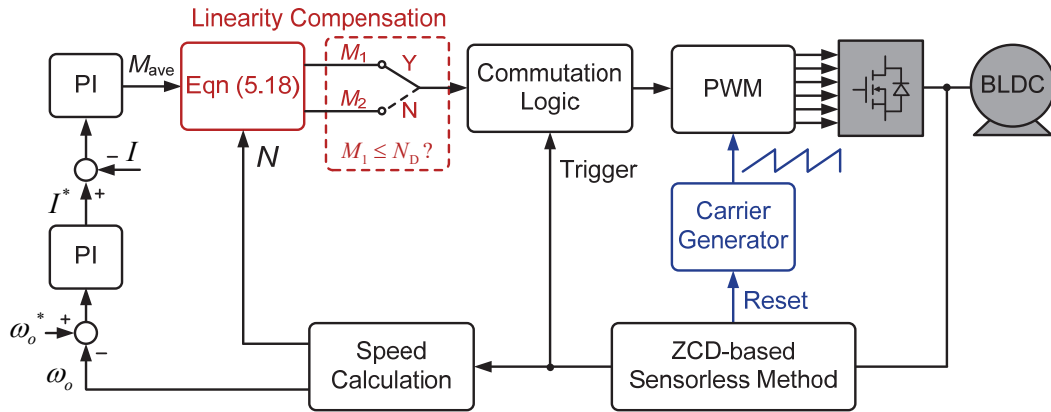 Linearity Compensation
PI
M_ave
Eqn (5.18)
M_1
Y
M_2
N
M_1 ≤ N_D ?
Commutation
Logic
PWM
BLDC
N
− I
I*
+
Trigger
Carrier
Generator
PI
Reset
ω_o*
+
−
ω_o
Speed
Calculation
ZCD-based
Sensorless Method